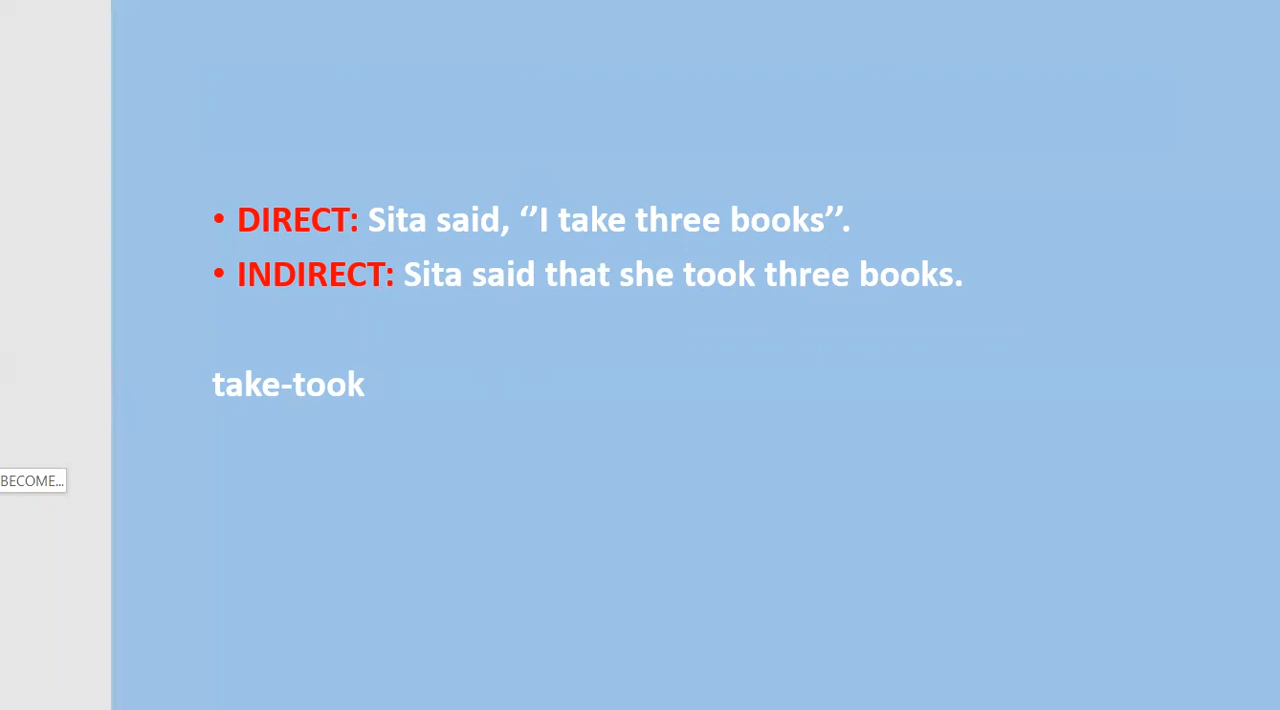 • DIRECT: Sita said, ‘’I take three books’’.
• INDIRECT: Sita said that she took three books.
take-took
BECOME...